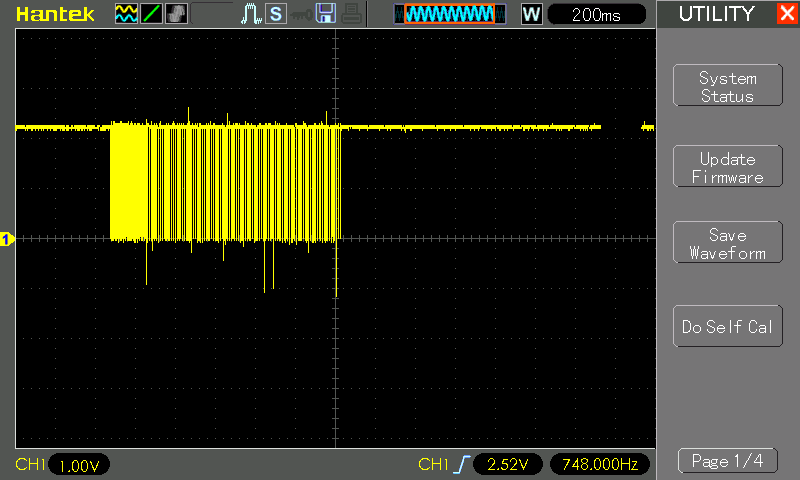 Hantek
S
W
200ms
UTILITY
System
Status
Update
Firmware
Save
Waveform
Do Self Cal
Page 1/4
1
CH1 1.00V
CH1 2.52V 748.000Hz